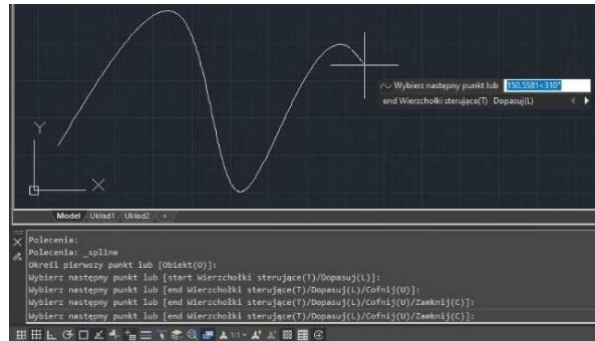 Wybierz następny punkt lub 150.5581<310°
end Wierzchołki sterujące(T) Dopasuj(L)
Y
X
Model Układ1 Układ2 +
Polecenia:
Polecenia: _spline
Określ pierwszy punkt lub [Obiekt(O)]:
Wybierz następny punkt lub [start Wierzchołki sterujące(T)/Dopasuj(L)]:
Wybierz następny punkt lub [end Wierzchołki sterujące(T)/Dopasuj(L)/Cofnij(U)]:
Wybierz następny punkt lub [end Wierzchołki sterujące(T)/Dopasuj(L)/Cofnij(U)/Zamknij(C)]:
Wybierz następny punkt lub [end Wierzchołki sterujące(T)/Dopasuj(L)/Cofnij(U)/Zamknij(C)]:
1:1